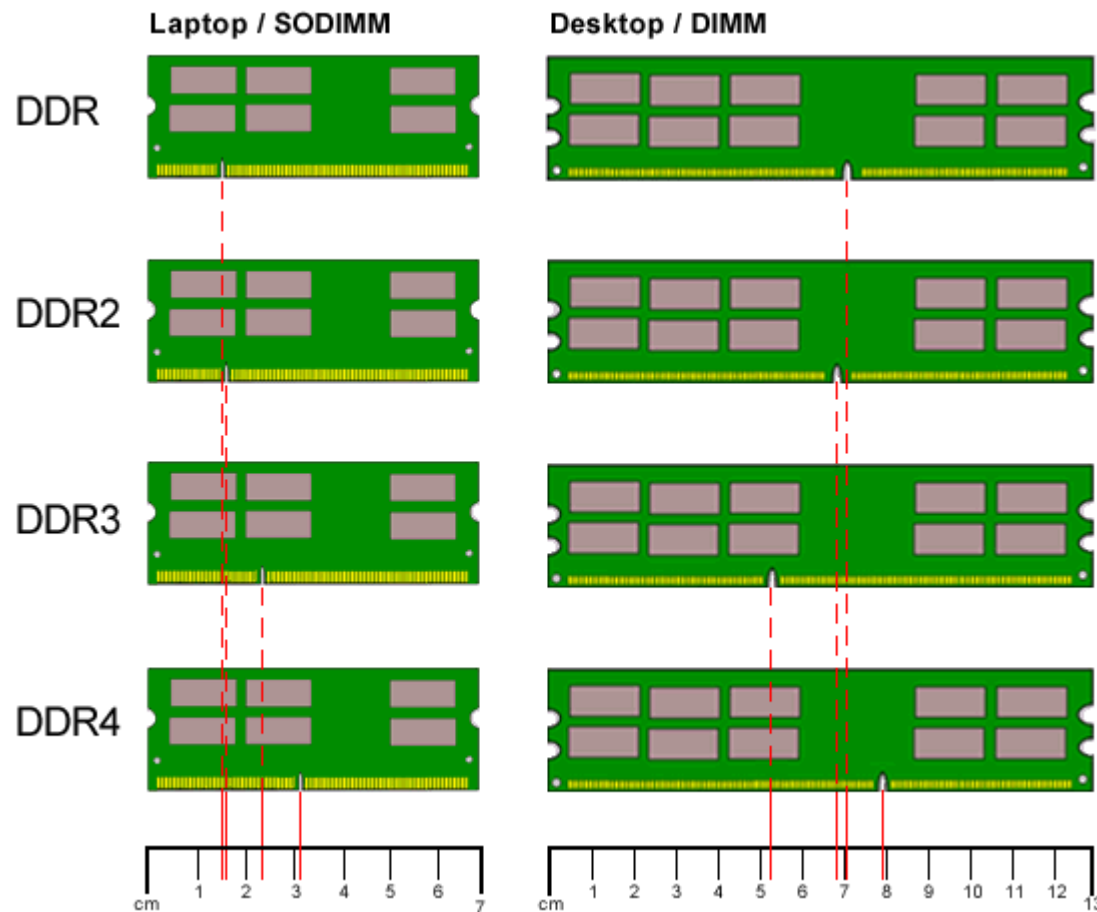 Laptop / SODIMM Desktop / DIMM
DDR
DDR2
DDR3
DDR4
1 2 3 4 5 6 7 cm
1 2 3 4 5 6 7 8 9 10 11 12 13 cm